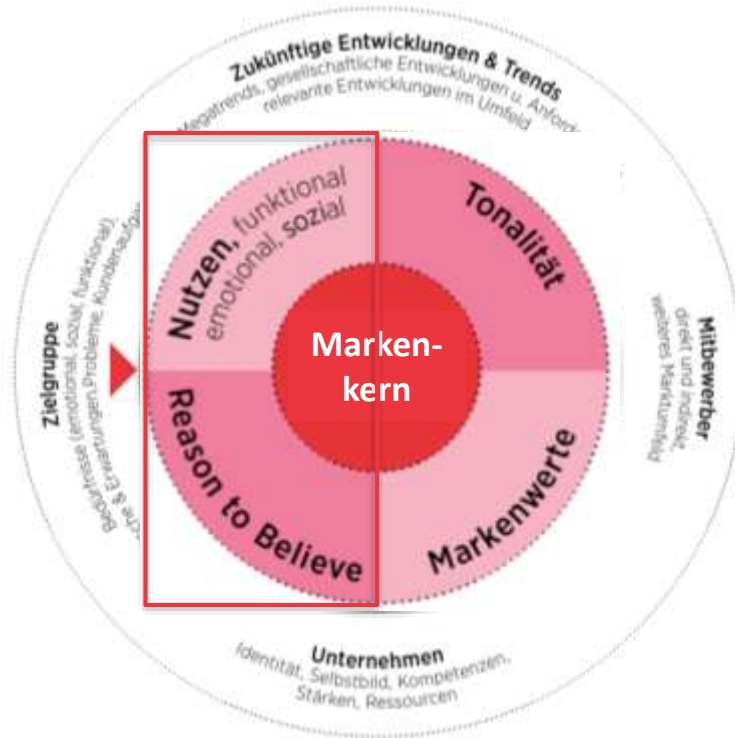 Zukünftige Entwicklungen & Trends
Megatrends, gesellschaftliche Entwicklungen u.
relevante Entwicklungen im Umfeld
Nutzen, funktional
emotional, sozial
Tonalität
Marken-
kern
Reason to Believe
Markenwerte
Zielgruppe
Bedürfnisse (emotional, sozial, funktional),
& Erwartungen, Probleme,
Mitbewerber
direkt und indirekt,
weiteres Marktumfeld
Unternehmen
Identität, Selbstbild, Kompetenzen,
Stärken, Ressourcen